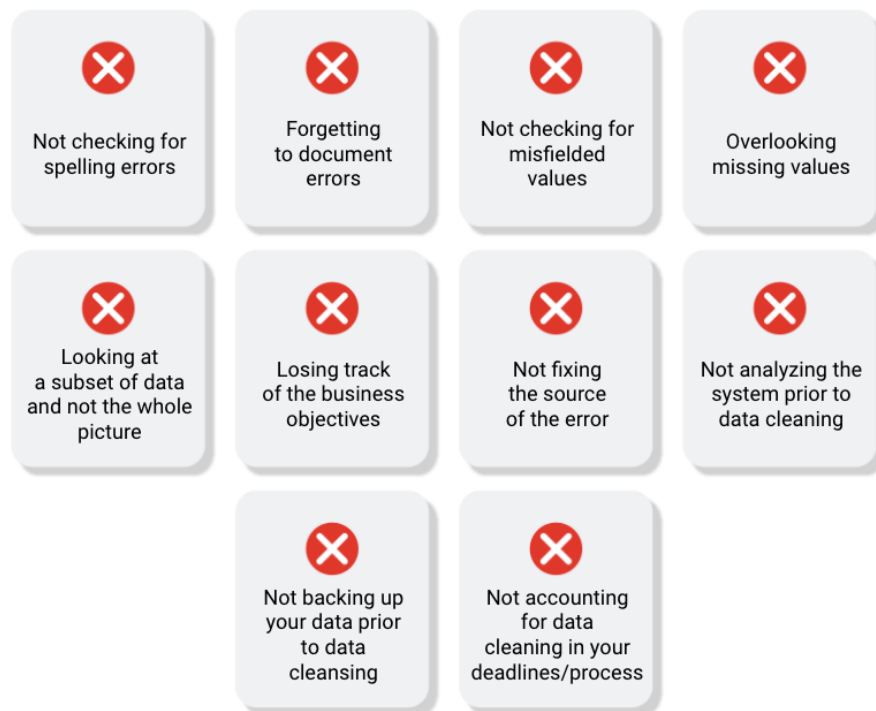 Not checking for
spelling errors
Forgetting
to document
errors
Not checking for
misfielded
values
Overlooking
missing values
Looking at
a subset of data
and not the whole
picture
Losing track
of the business
objectives
Not fixing
the source
of the error
Not analyzing the
system prior to
data cleaning
Not backing up
your data prior
to data
cleansing
Not accounting
for data
cleaning in your
deadlines/process